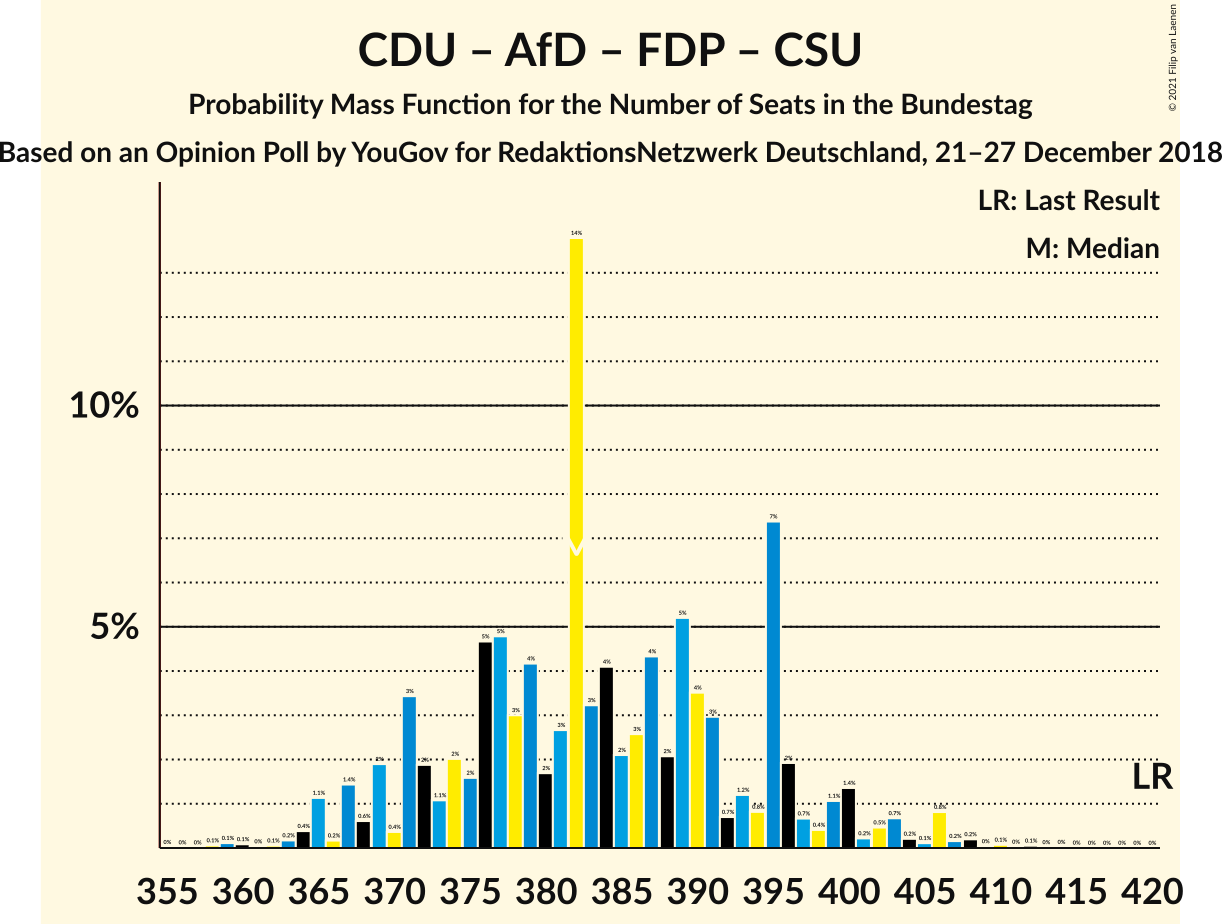 CDU – AfD – FDP – CSU
Probability Mass Function for the Number of Seats in the Bundestag
Based on an Opinion Poll by YouGov for RedaktionsNetzwerk Deutschland, 21–27 December 2018
© 2021 Filip van Laenen
LR: Last Result
M: Median
10%
5%
0% 0% 0% 0.1% 0.1% 0.1% 0% 0.1% 0.2% 0.4% 1.1% 0.2% 1.4% 0.6% 2% 0.4% 3% 2% 1.1% 2% 2% 5% 5% 3% 4% 2% 3% 14% 3% 4% 2% 3% 4% 2% 5% 4% 3% 0.7% 1.2% 0.8% 7% 2% 0.7% 0.4% 1.1% 1.4% 0.2% 0.5% 0.7% 0.2% 0.1% 0.8% 0.2% 0.2% 0% 0.1% 0% 0.1% 0% 0% 0% 0% 0% 0% 0% 0%
M
LR
355 360 365 370 375 380 385 390 395 400 405 410 415 420